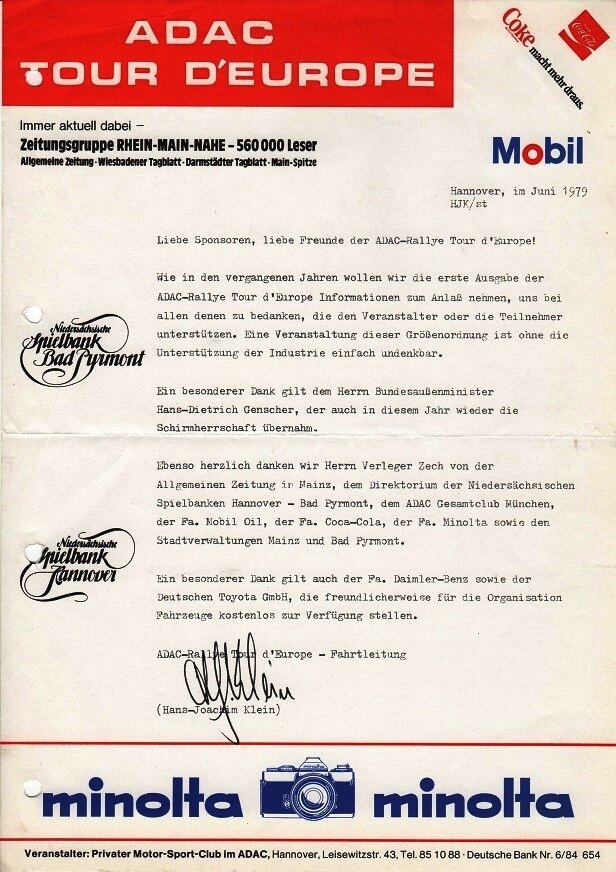 ADAC
TOUR D'EUROPE
Coke macht mehr draus.
Coca-Cola
Immer aktuell dabei –
Zeitungsgruppe RHEIN-MAIN-NAHE – 560 000 Leser
Allgemeine Zeitung · Wiesbadener Tagblatt · Darmstädter Tagblatt · Main-Spitze
Mobil
Hannover, im Juni 1979
HJK/st
Liebe Sponsoren, liebe Freunde der ADAC-Rallye Tour d'Europe!
Wie in den vergangenen Jahren wollen wir die erste Ausgabe der
ADAC-Rallye Tour d'Europe Informationen zum Anlaß nehmen, uns bei
allen denen zu bedanken, die den Veranstalter oder die Teilnehmer
unterstützen. Eine Veranstaltung dieser Größenordnung ist ohne die
Unterstützung der Industrie einfach undenkbar.
Niedersächsische
Spielbank
Bad Pyrmont
Ein besonderer Dank gilt dem Herrn Bundesaußenminister
Hans-Dietrich Genscher, der auch in diesem Jahr wieder die
Schirmherrschaft übernahm.
Ebenso herzlich danken wir Herrn Verleger Zech von der
Allgemeinen Zeitung in Mainz, dem Direktorium der Niedersächsischen
Spielbanken Hannover - Bad Pyrmont, dem ADAC Gesamtclub München,
der Fa. Mobil Oil, der Fa. Coca-Cola, der Fa. Minolta sowie den
Stadtverwaltungen Mainz und Bad Pyrmont.
Niedersächsische
Spielbank
Hannover
Ein besonderer Dank gilt auch der Fa. Daimler-Benz sowie der
Deutschen Toyota GmbH, die freundlicherweise für die Organisation
Fahrzeuge kostenlos zur Verfügung stellen.
ADAC-Rallye Tour d'Europe - Fahrtleitung
(Hans-Joachim Klein)
minolta minolta
Veranstalter: Privater Motor-Sport-Club im ADAC, Hannover, Leisewitzstr. 43, Tel. 85 10 88 · Deutsche Bank Nr. 6/84 654